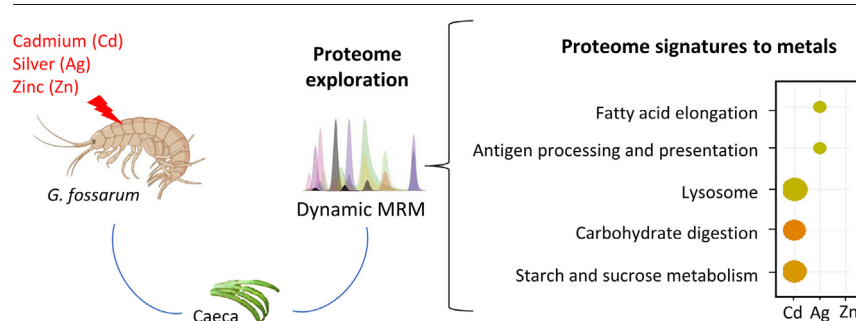 Cadmium (Cd)
Silver (Ag)
Zinc (Zn)
G. fossarum
Proteome
exploration
Dynamic MRM
Caeca
Proteome signatures to metals
Fatty acid elongation
Antigen processing and presentation
Lysosome
Carbohydrate digestion
Starch and sucrose metabolism
Cd Ag Zn